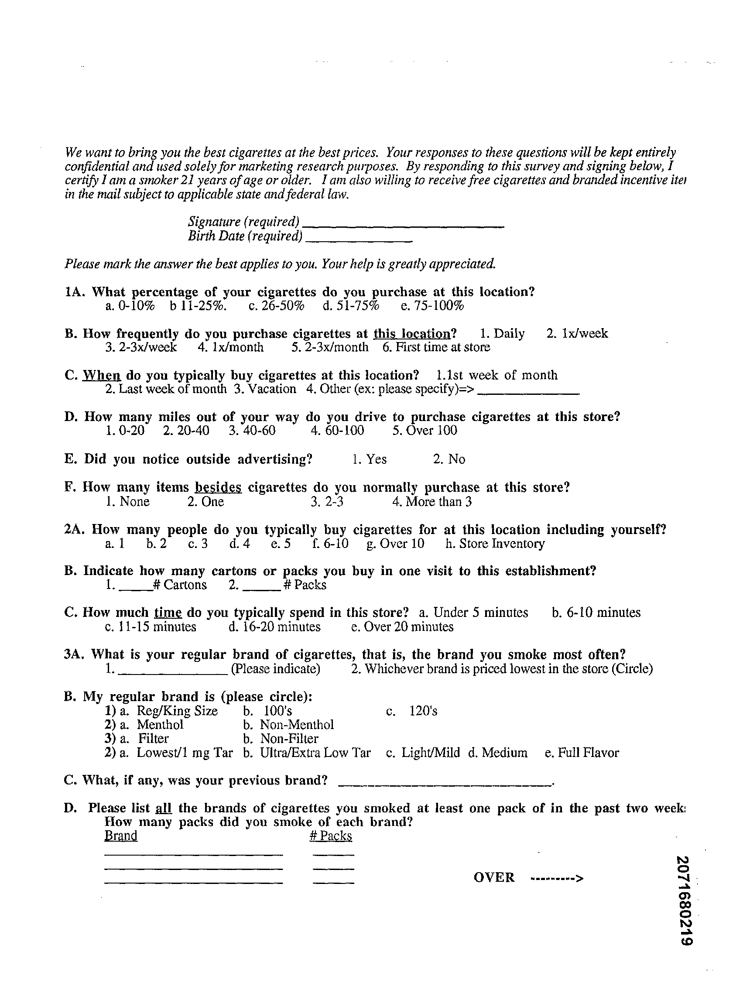 We want to bring you the best cigarettes at the best prices. Your responses to these questions will be kept entirely
confidential and used solely for marketing research purposes. By responding to this survey and signing below, I
certify I am a smoker 21 years of age or older. I am also willing to receive free cigarettes and branded incentive iter
in the mail subject to applicable state and federal law.
Signature (required) ____________________
Birth Date (required) ____________________
Please mark the answer the best applies to you. Your help is greatly appreciated.
1A. What percentage of your cigarettes do you purchase at this location?
a. 0-10% b 11-25%. c. 26-50% d. 51-75% e. 75-100%
B. How frequently do you purchase cigarettes at this location? 1. Daily 2. 1x/week
3. 2-3x/week 4. 1x/month 5. 2-3x/month 6. First time at store
C. When do you typically buy cigarettes at this location? 1.1st week of month
2. Last week of month 3. Vacation 4. Other (ex: please specify)=> ____________________
D. How many miles out of your way do you drive to purchase cigarettes at this store?
1. 0-20 2. 20-40 3. 40-60 4. 60-100 5. Over 100
E. Did you notice outside advertising? 1. Yes 2. No
F. How many items besides cigarettes do you normally purchase at this store?
1. None 2. One 3. 2-3 4. More than 3
2A. How many people do you typically buy cigarettes for at this location including yourself?
a. 1 b. 2 c. 3 d. 4 e. 5 f. 6-10 g. Over 10 h. Store Inventory
B. Indicate how many cartons or packs you buy in one visit to this establishment?
1. _____# Cartons 2. _____ # Packs
C. How much time do you typically spend in this store? a. Under 5 minutes b. 6-10 minutes
c. 11-15 minutes d. 16-20 minutes e. Over 20 minutes
3A. What is your regular brand of cigarettes, that is, the brand you smoke most often?
1. ________________ (Please indicate) 2. Whichever brand is priced lowest in the store (Circle)
B. My regular brand is (please circle):
1) a. Reg/King Size b. 100's c. 120's
2) a. Menthol b. Non-Menthol
3) a. Filter b. Non-Filter
2) a. Lowest/1 mg Tar b. Ultra/Extra Low Tar c. Light/Mild d. Medium e. Full Flavor
C. What, if any, was your previous brand? ____________________.
D. Please list all the brands of cigarettes you smoked at least one pack of in the past two week:
How many packs did you smoke of each brand?
Brand # Packs
OVER --------->
2071680219